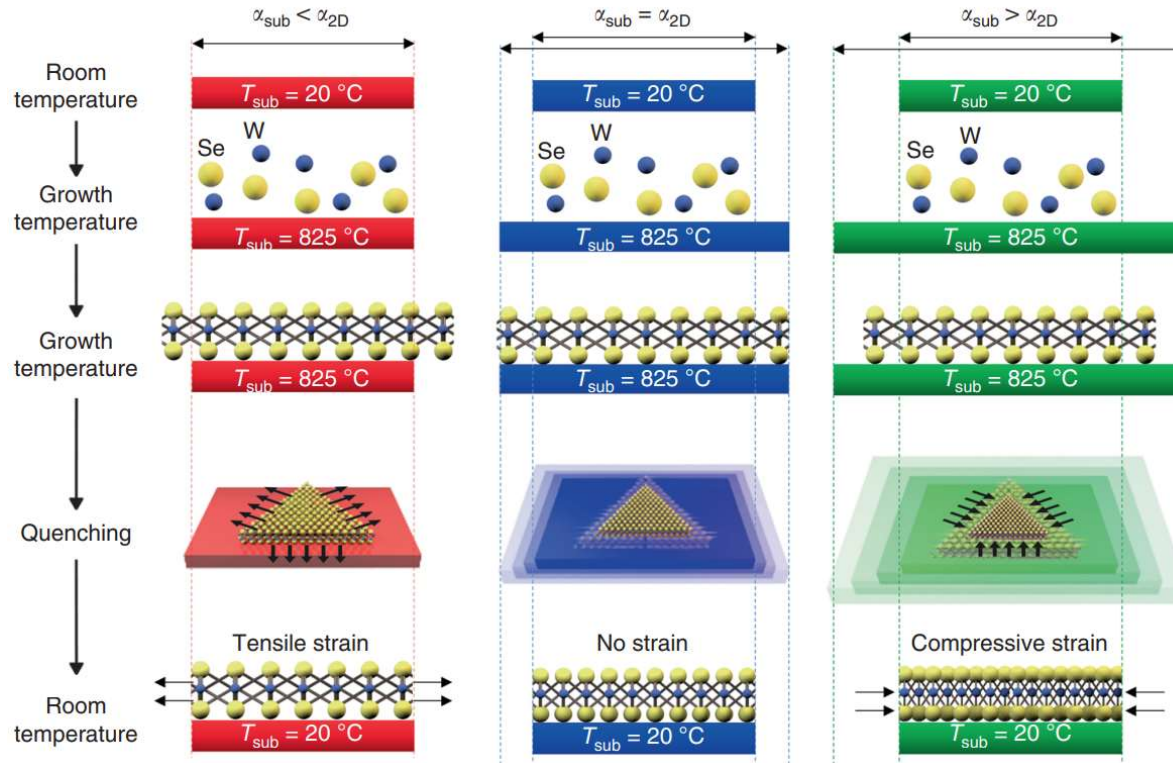 α_sub < α_2D
α_sub = α_2D
α_sub > α_2D
Room
temperature
T_sub = 20 °C
T_sub = 20 °C
T_sub = 20 °C
Se
W
Se
W
Se
W
Growth
temperature
T_sub = 825 °C
T_sub = 825 °C
T_sub = 825 °C
Growth
temperature
T_sub = 825 °C
T_sub = 825 °C
T_sub = 825 °C
Quenching
Tensile strain
No strain
Compressive strain
Room
temperature
T_sub = 20 °C
T_sub = 20 °C
T_sub = 20 °C